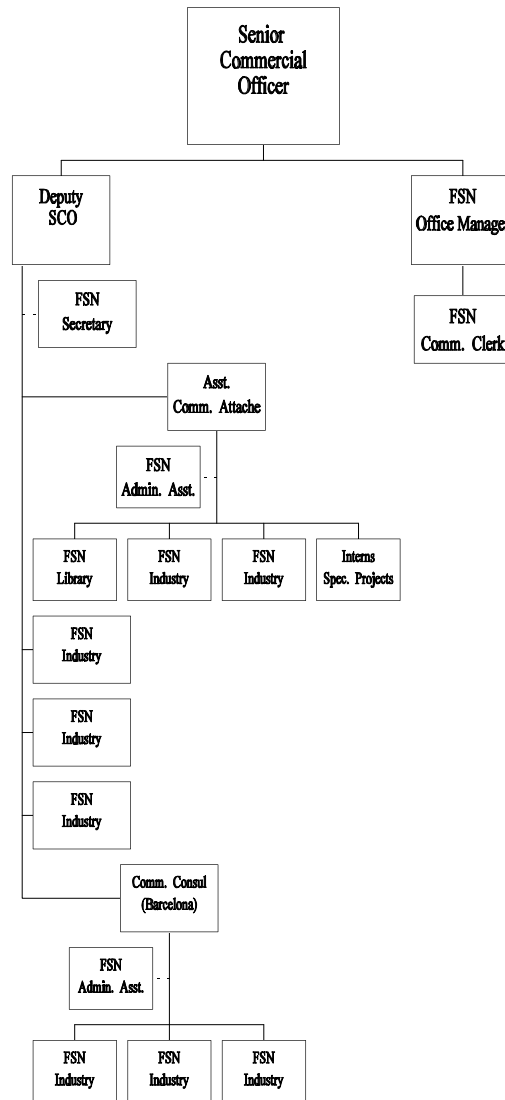 Senior
Commercial
Officer
Deputy
SCO
FSN
Office Manage
FSN
Secretary
FSN
Comm. Clerk
Asst.
Comm. Attache
FSN
Admin. Asst.
FSN
Library
FSN
Industry
FSN
Industry
Interns
Spec. Projects
FSN
Industry
FSN
Industry
FSN
Industry
Comm. Consul
(Barcelona)
FSN
Admin. Asst.
FSN
Industry
FSN
Industry
FSN
Industry